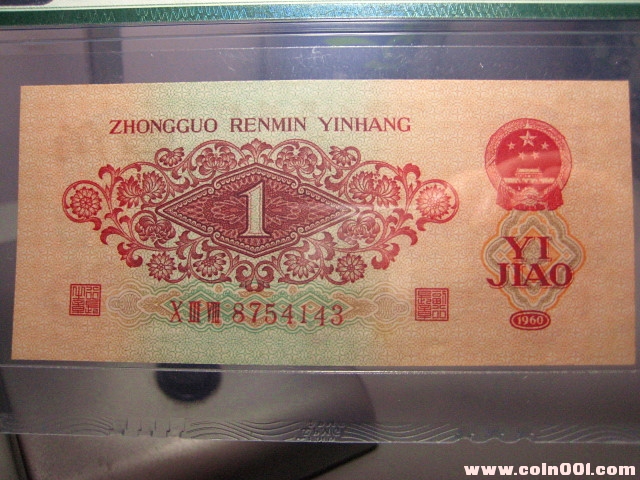 ZHONGGUO RENMIN YINHANG
1
YI
JIAO
X III VIII 8754143
1960
www.coin001.com